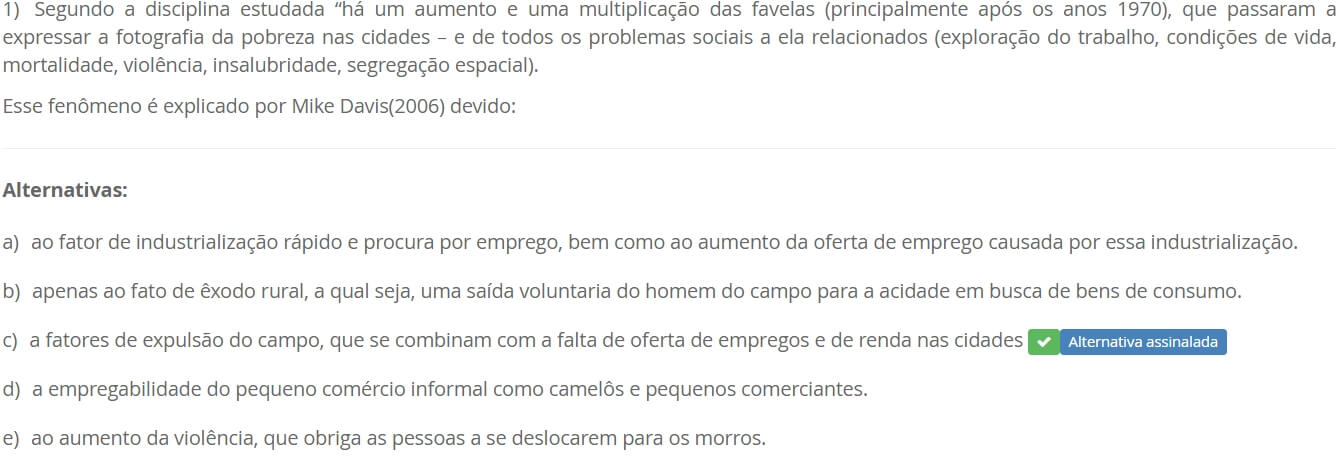 1) Segundo a disciplina estudada “há um aumento e uma multiplicação das favelas (principalmente após os anos 1970), que passaram a
expressar a fotografia da pobreza nas cidades – e de todos os problemas sociais a ela relacionados (exploração do trabalho, condições de vida,
mortalidade, violência, insalubridade, segregação espacial).
Esse fenômeno é explicado por Mike Davis(2006) devido:
Alternativas:
a) ao fator de industrialização rápido e procura por emprego, bem como ao aumento da oferta de emprego causada por essa industrialização.
b) apenas ao fato de êxodo rural, a qual seja, uma saída voluntaria do homem do campo para a acidade em busca de bens de consumo.
c) a fatores de expulsão do campo, que se combinam com a falta de oferta de empregos e de renda nas cidades Alternativa assinalada
d) a empregabilidade do pequeno comércio informal como camelôs e pequenos comerciantes.
e) ao aumento da violência, que obriga as pessoas a se deslocarem para os morros.